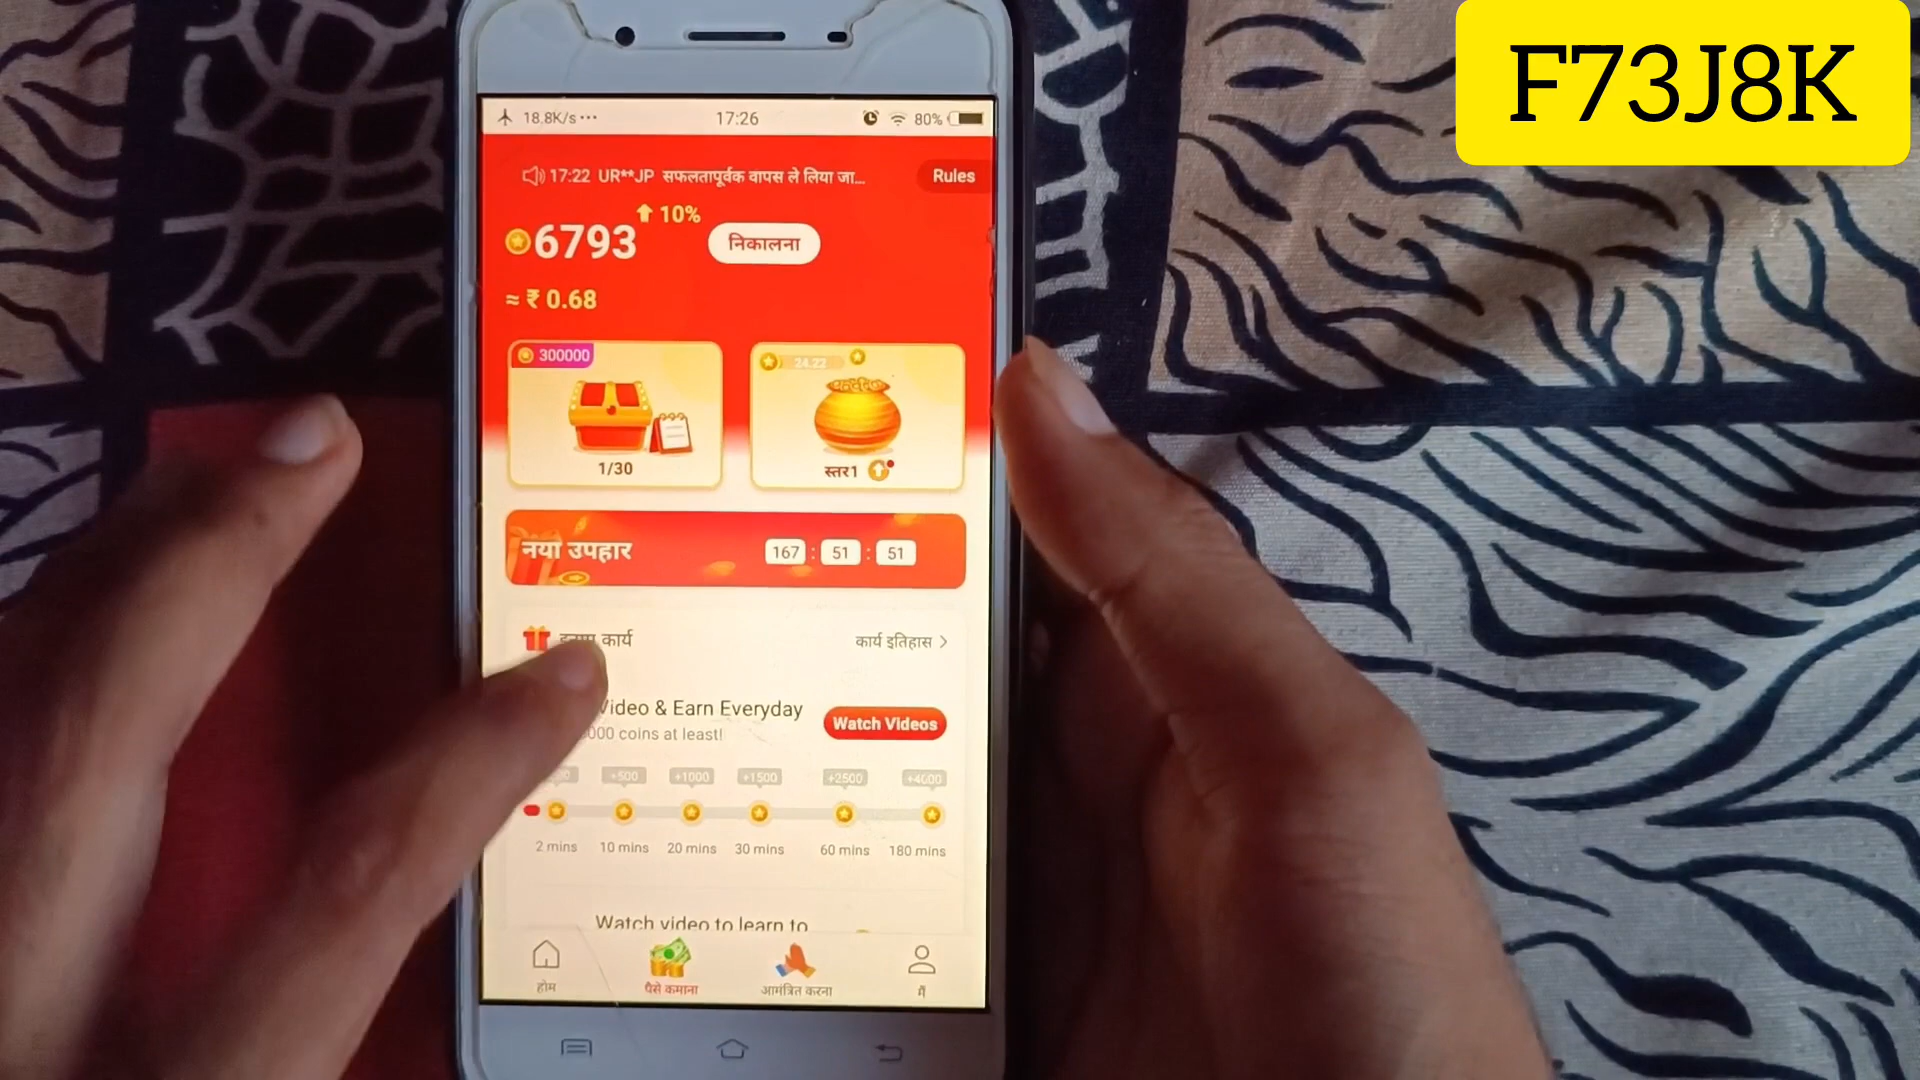 F73J8K
18.8K/s...
17:26
80%
17:22 UR**JP सफलतापूर्वक वापस ले लिया जा...
Rules
10%
6793
निकालना
≈ ₹ 0.68
300000
24.22
1/30
स्तर1
नया उपहार
167 : 51 : 51
कार्य
कार्य इतिहास >
Video & Earn Everyday
Watch Videos
000 coins at least!
+500 +1000 +1500 +2500 +4000
2 mins 10 mins 20 mins 30 mins 60 mins 180 mins
Watch video to learn to
होम
पैसे कमाना
आमंत्रित करना
मैं